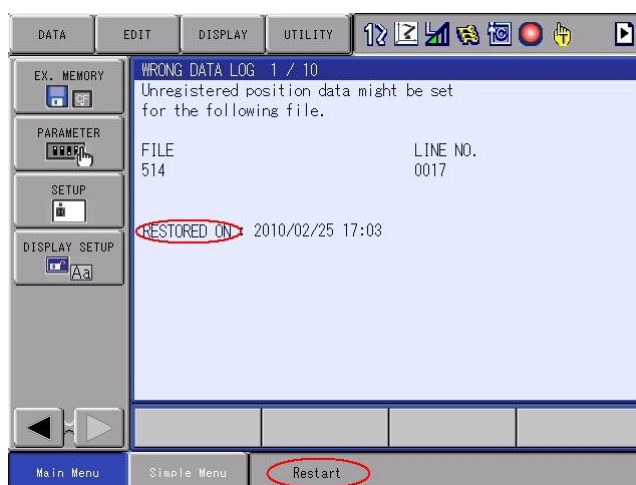 DATA
EDIT
DISPLAY
UTILITY
EX. MEMORY
CF
PARAMETER
SETUP
DISPLAY SETUP
Aa
WRONG DATA LOG 1 / 10
Unregistered position data might be set
for the following file.
FILE LINE NO.
514 0017
RESTORED ON : 2010/02/25 17:03
Main Menu
Simple Menu
Restart